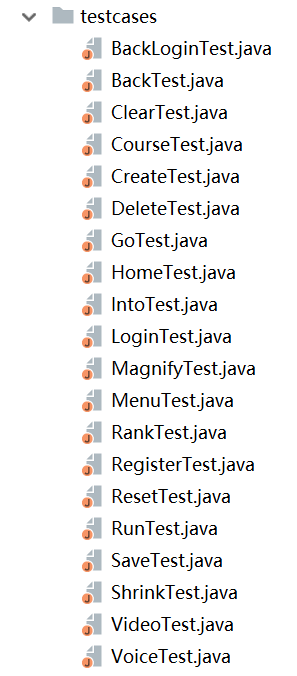 testcases
BackLoginTest.java
BackTest.java
ClearTest.java
CourseTest.java
CreateTest.java
DeleteTest.java
GoTest.java
HomeTest.java
IntoTest.java
LoginTest.java
MagnifyTest.java
MenuTest.java
RankTest.java
RegisterTest.java
ResetTest.java
RunTest.java
SaveTest.java
ShrinkTest.java
VideoTest.java
VoiceTest.java